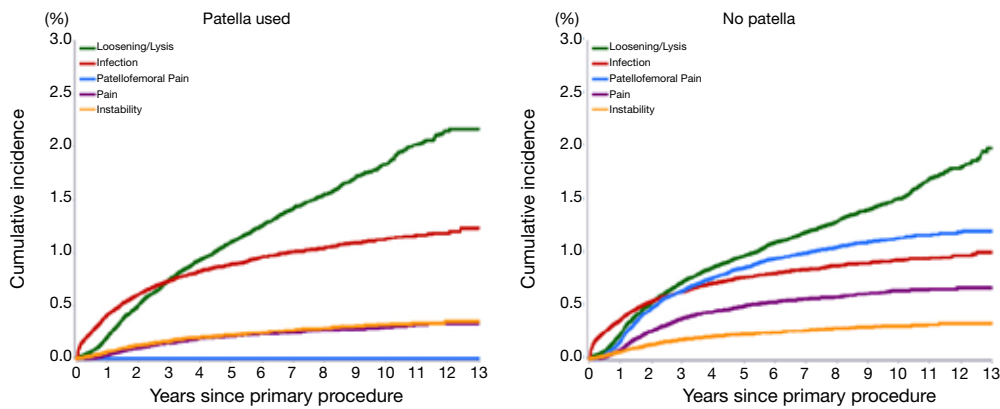 (%)
Patella used
3.0
2.5
2.0
1.5
1.0
0.5
0.0
Cumulative incidence
Loosening/Lysis
Infection
Patellofemoral Pain
Pain
Instability
0 1 2 3 4 5 6 7 8 9 10 11 12 13
Years since primary procedure
(%)
No patella
3.0
2.5
2.0
1.5
1.0
0.5
0.0
Cumulative incidence
Loosening/Lysis
Infection
Patellofemoral Pain
Pain
Instability
0 1 2 3 4 5 6 7 8 9 10 11 12 13
Years since primary procedure